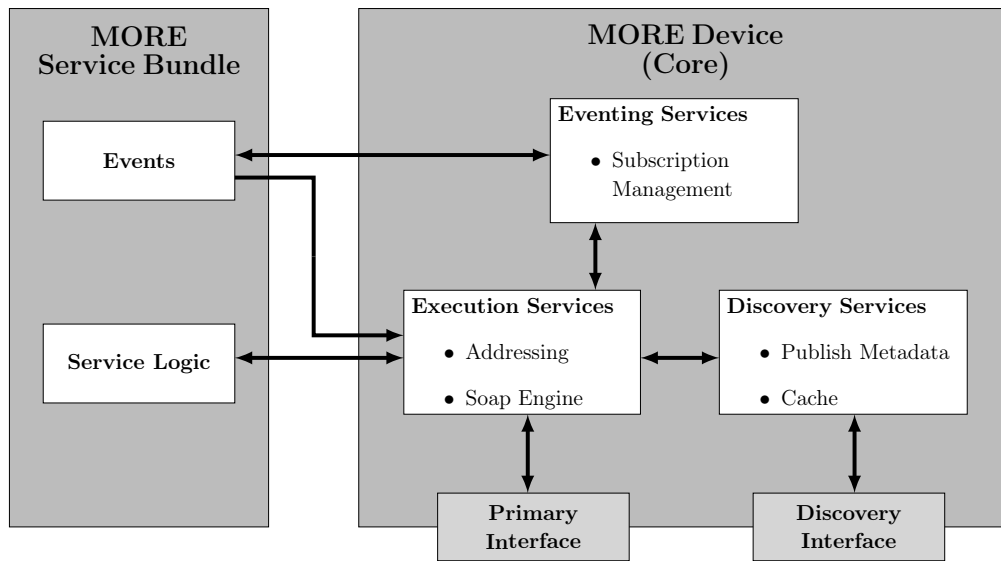 MORE
Service Bundle
Events
Service Logic
MORE Device
(Core)
Eventing Services
• Subscription
Management
Execution Services
• Addressing
• Soap Engine
Discovery Services
• Publish Metadata
• Cache
Primary
Interface
Discovery
Interface